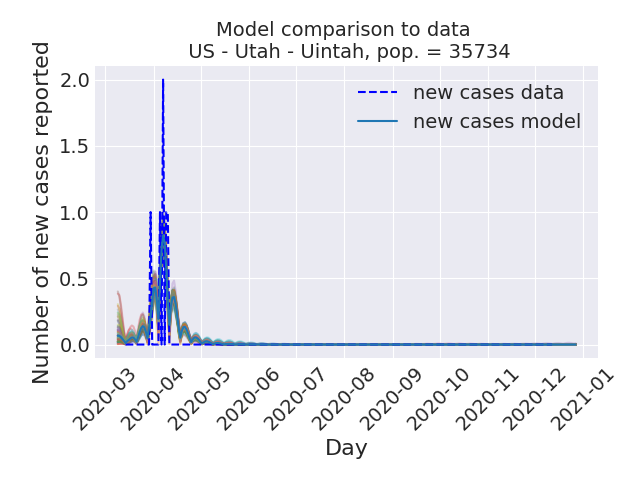 Model comparison to data
US - Utah - Uintah, pop. = 35734
Number of new cases reported
2.0
1.5
1.0
0.5
0.0
new cases data
new cases model
2020-03
2020-04
2020-05
2020-06
2020-07
2020-08
2020-09
2020-10
2020-11
2020-12
2021-01
Day